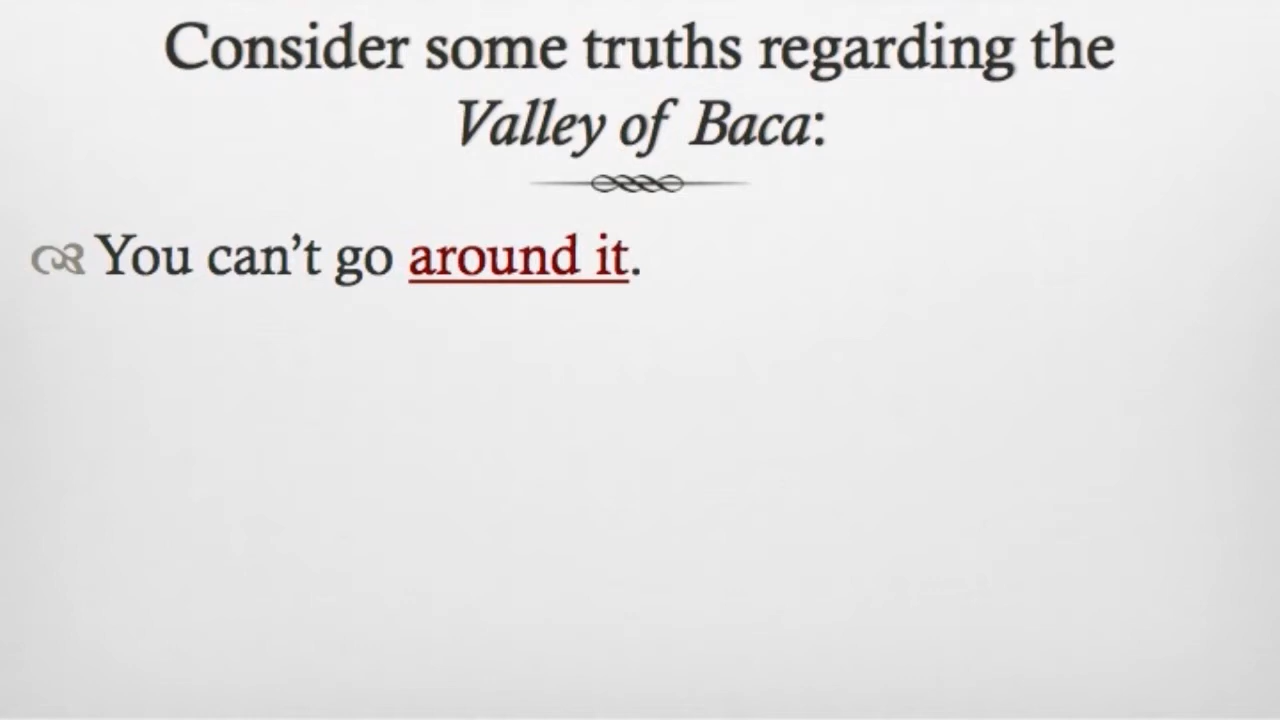 Consider some truths regarding the
Valley of Baca:
You can’t go around it.